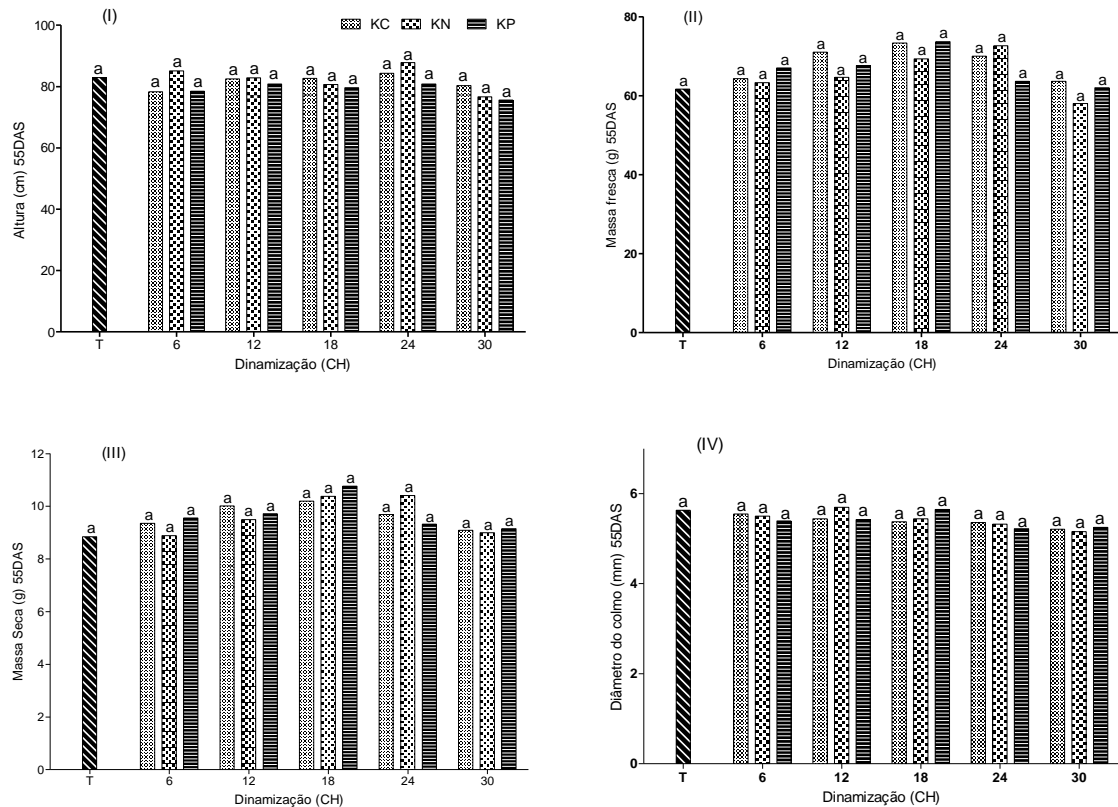 (I)
KC KN KP
Altura (cm) 55DAS
100
80
60
40
20
0
a a a a a a a a a a a a a a a a
T 6 12 18 24 30
Dinamização (CH)
(II)
Massa fresca (g) 55DAS
80
60
40
20
0
a a a a a a a a a a a a a a a a
T 6 12 18 24 30
Dinamização (CH)
(III)
Massa Seca (g) 55DAS
12
10
8
6
4
2
0
a a a a a a a a a a a a a a a a
T 6 12 18 24 30
Dinamização (CH)
(IV)
Diâmetro do colmo (mm) 55DAS
6
4
2
0
a a a a a a a a a a a a a a a a
T 6 12 18 24 30
Dinamização (CH)